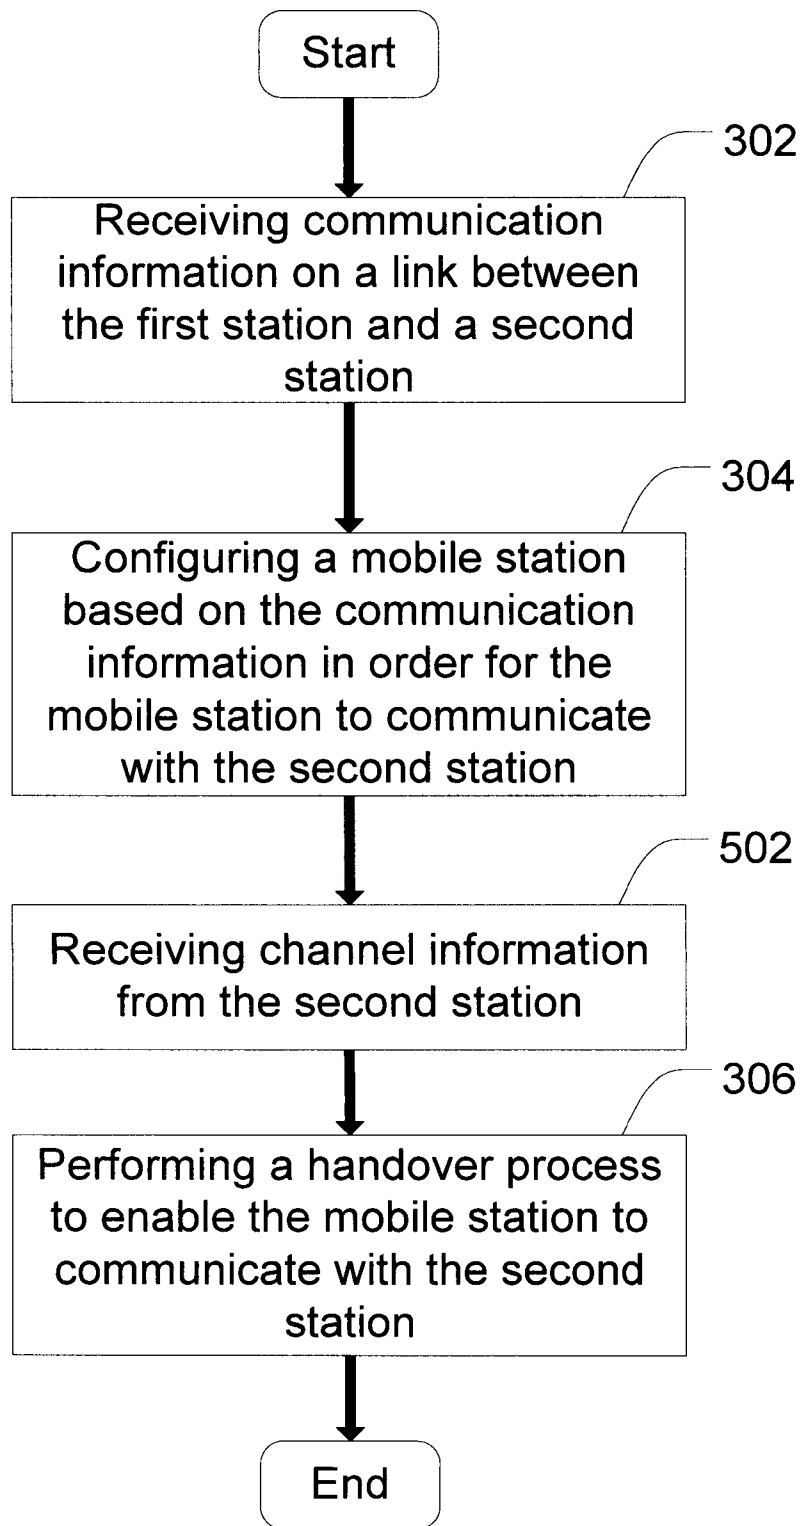 Start
302
Receiving communication
information on a link between
the first station and a second
station
304
Configuring a mobile station
based on the communication
information in order for the
mobile station to communicate
with the second station
502
Receiving channel information
from the second station
306
Performing a handover process
to enable the mobile station to
communicate with the second
station
End